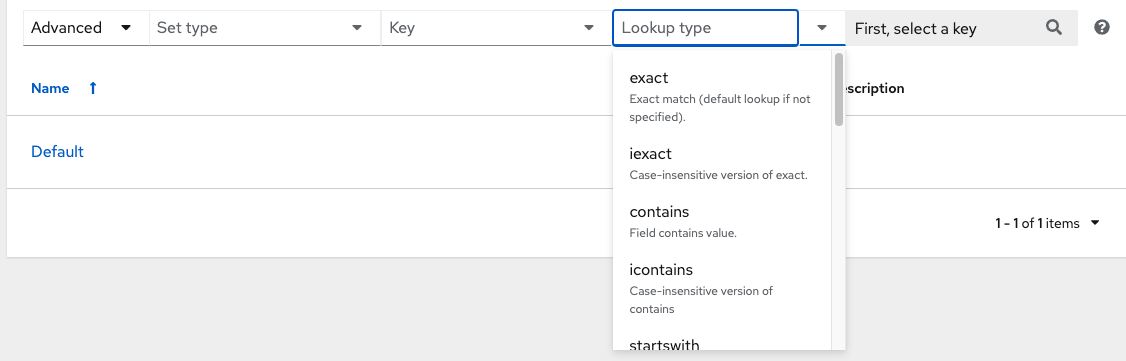 Advanced Set type Key Lookup type First, select a key
exact
Exact match (default lookup if not
specified).
Name
scription
Default
iexact
Case-insensitive version of exact.
contains
Field contains value.
1 - 1 of 1 items
icontains
Case-insensitive version of
contains
startswith